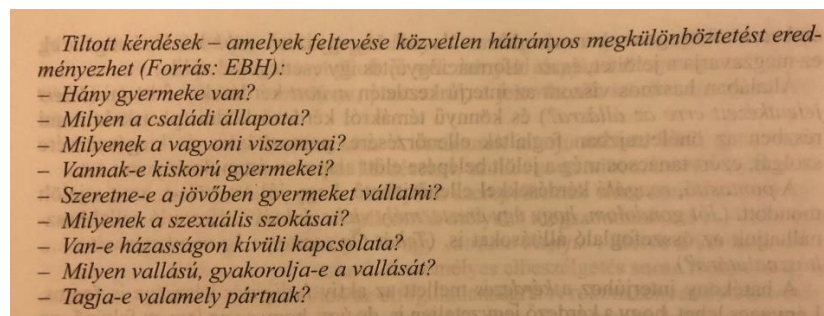 Tiltott kérdések – amelyek feltevése közvetlen hátrányos megkülönböztetést ered-
ményezhet (Forrás: EBH):
– Hány gyermeke van?
– Milyen a családi állapota?
– Milyenek a vagyoni viszonyai?
– Vannak-e kiskorú gyermekei?
– Szeretne-e a jövőben gyermeket vállalni?
– Milyenek a szexuális szokásai?
– Van-e házasságon kívüli kapcsolata?
– Milyen vallású, gyakorolja-e a vallását?
– Tagja-e valamely pártnak?